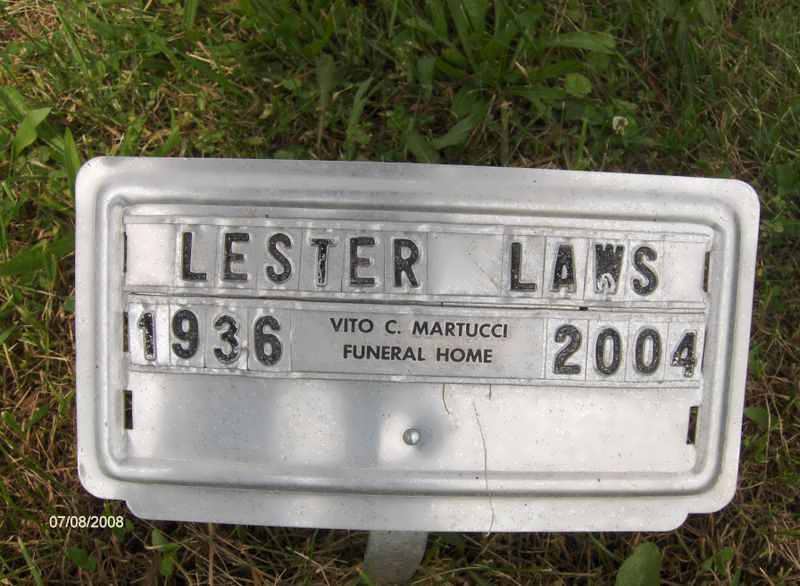 LESTER LAWS
1936 VITO C. MARTUCCI 2004
FUNERAL HOME
07/08/2008